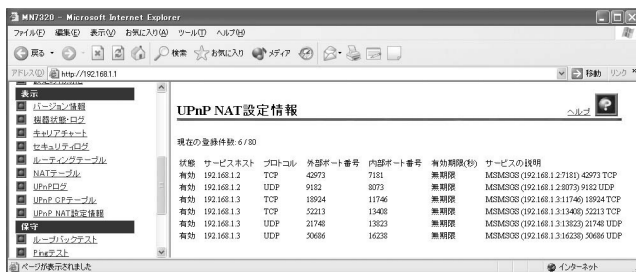 MN7320 - Microsoft Internet Explorer
ファイル(F) 編集(E) 表示(V) お気に入り(A) ツール(T) ヘルプ(H)
戻る 検索 お気に入り メディア
アドレス(D) http://192.168.1.1 移動 リンク
表示
バージョン情報
機器状態・ログ
キャリアチャート
セキュリティログ
ルーティングテーブル
NATテーブル
UPnPログ
UPnP CPテーブル
UPnP NAT設定情報
保守
ループバックテスト
Pingテスト
UPnP NAT設定情報
ヘルプ ?
現在の登録件数: 6/80
状態 サービスホスト プロトコル 外部ポート番号 内部ポート番号 有効期限(秒) サービスの説明
有効 192.168.1.2 TCP 42973 7181 無期限 MSMSGS (192.168.1.2:7181) 42973 TCP
有効 192.168.1.2 UDP 9182 8073 無期限 MSMSGS (192.168.1.2:8073) 9182 UDP
有効 192.168.1.3 TCP 18924 11746 無期限 MSMSGS (192.168.1.3:11746) 18924 TCP
有効 192.168.1.3 TCP 52213 13408 無期限 MSMSGS (192.168.1.3:13408) 52213 TCP
有効 192.168.1.3 UDP 21748 13823 無期限 MSMSGS (192.168.1.3:13823) 21748 UDP
有効 192.168.1.3 UDP 50686 16238 無期限 MSMSGS (192.168.1.3:16238) 50686 UDP
ページが表示されました インターネット